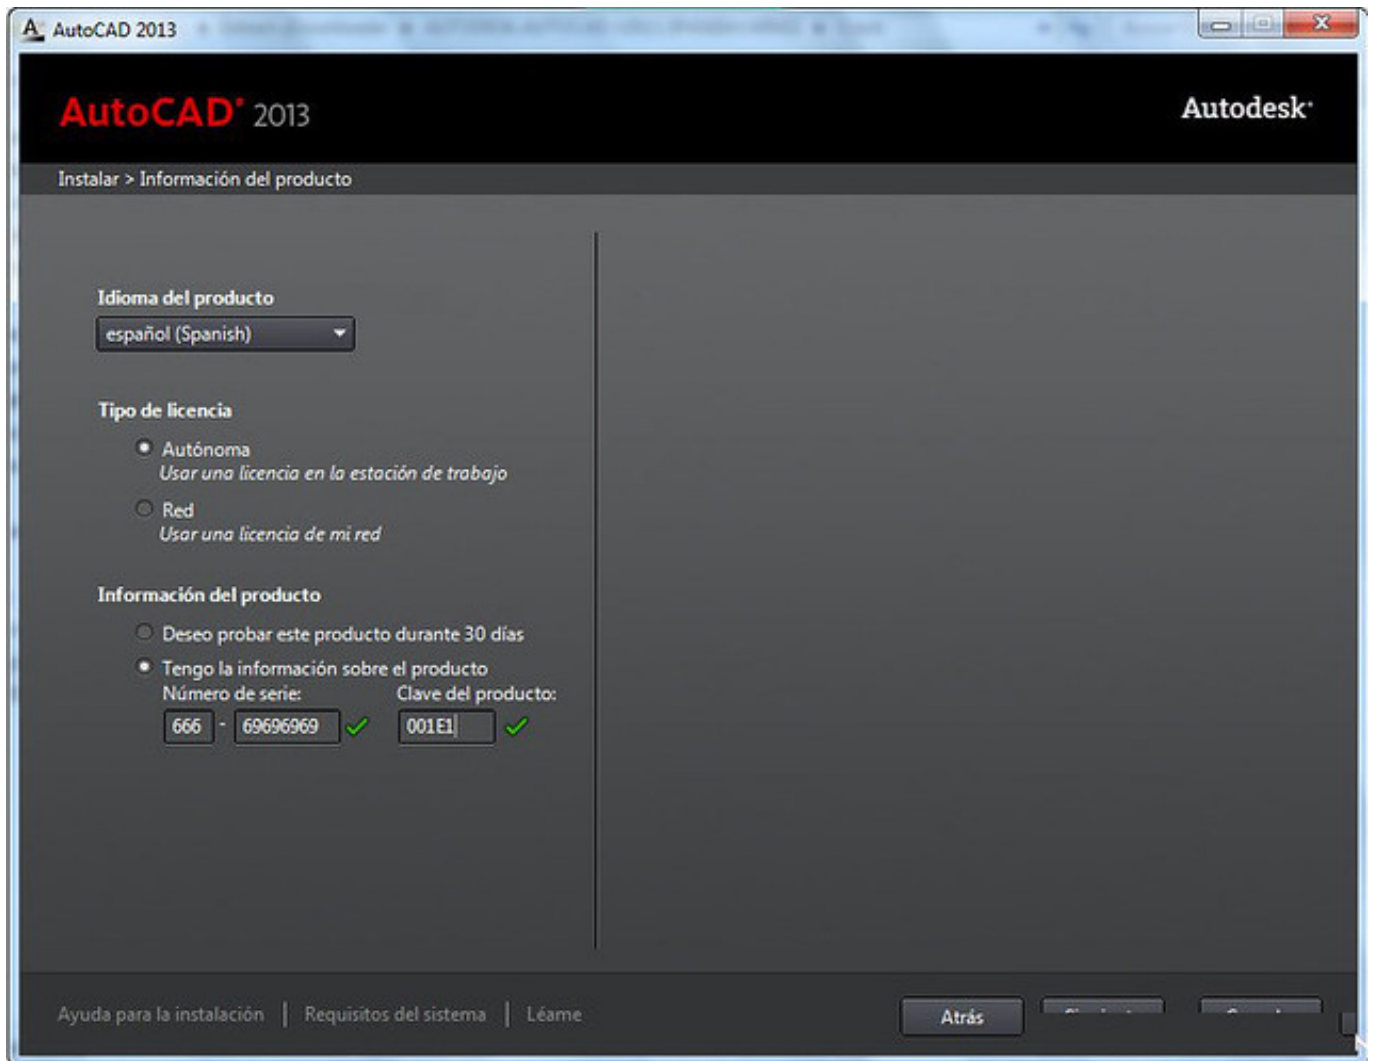 AutoCAD 2013
AutoCAD® 2013
Autodesk®
Instalar > Información del producto
Idioma del producto
español (Spanish)
Tipo de licencia
Autónoma
Usar una licencia en la estación de trabajo
Red
Usar una licencia de mi red
Información del producto
Deseo probar este producto durante 30 días
Tengo la información sobre el producto
Número de serie: Clave del producto:
666 - 69696969 001E1
Ayuda para la instalación | Requisitos del sistema | Léame
Atrás